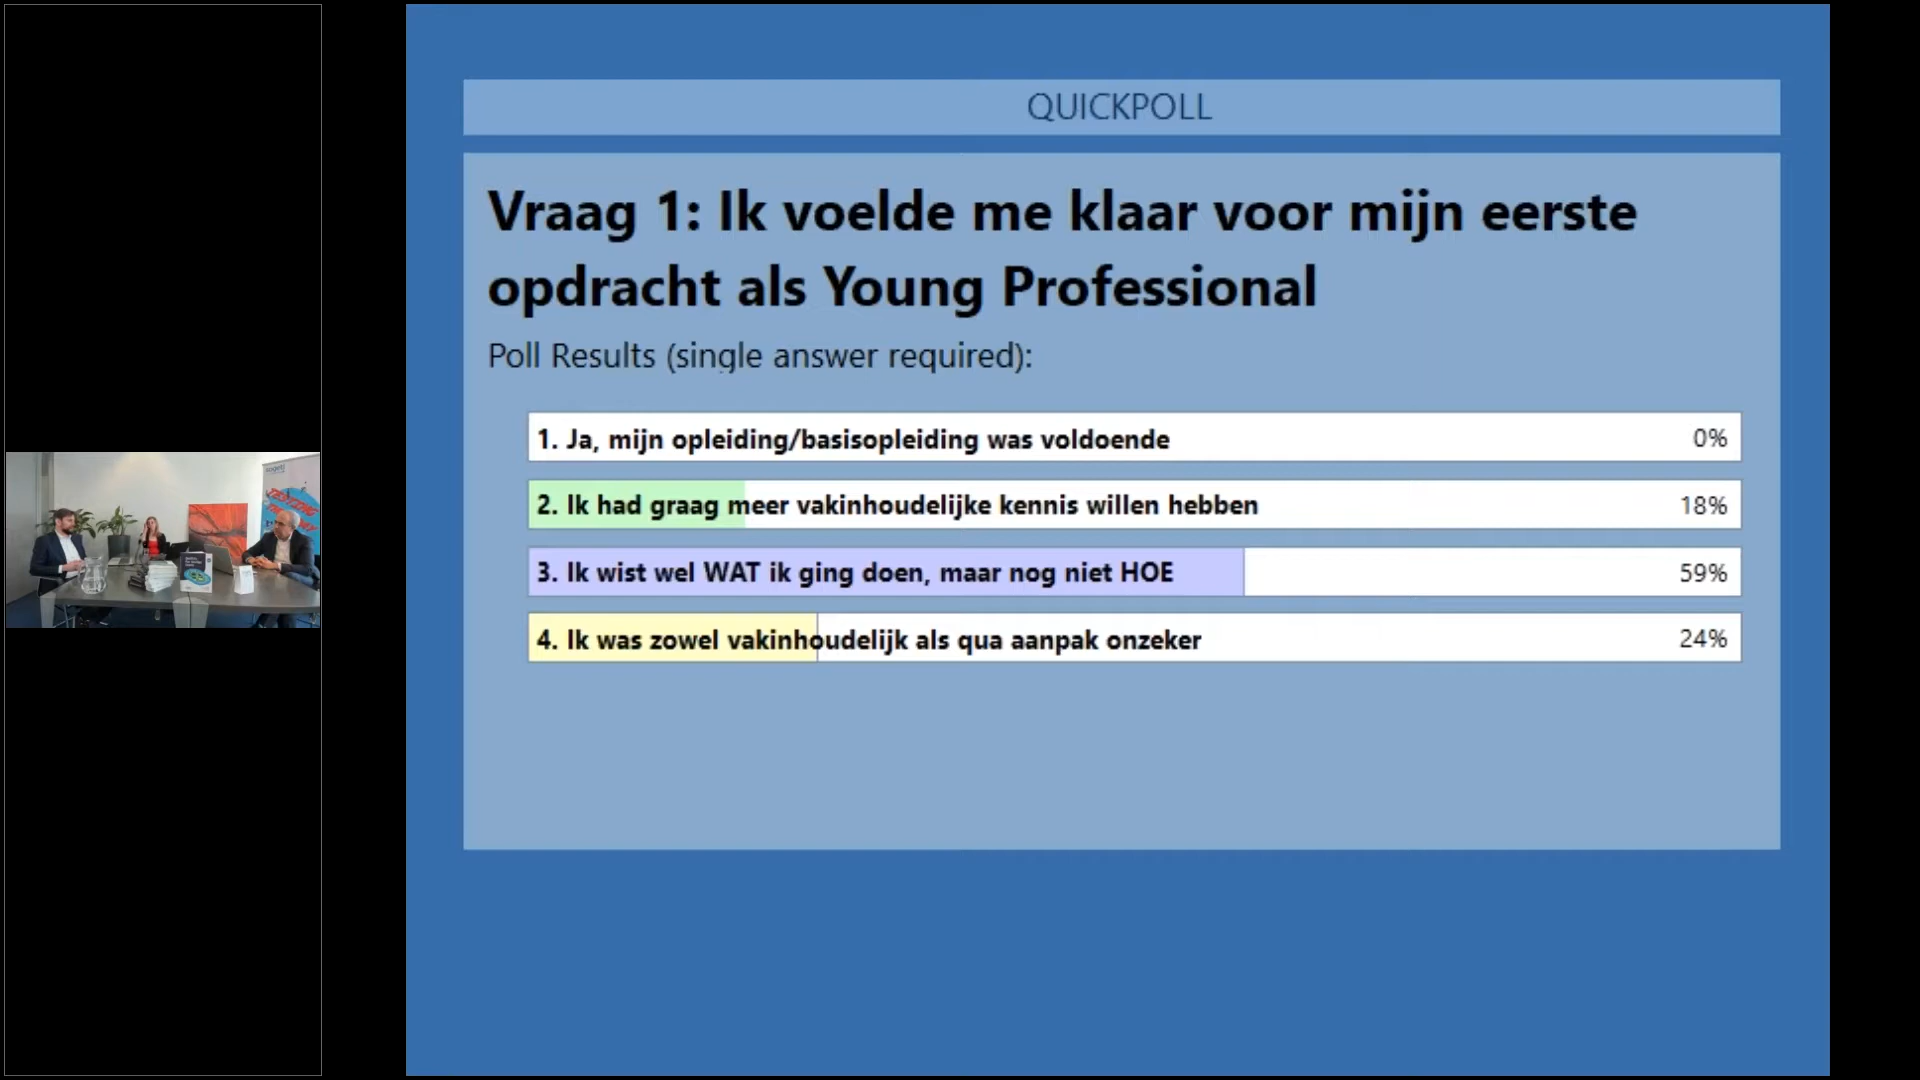 QUICKPOLL
Vraag 1: Ik voelde me klaar voor mijn eerste
opdracht als Young Professional
Poll Results (single answer required):
1. Ja, mijn opleiding/basisopleiding was voldoende 0%
2. Ik had graag meer vakinhoudelijke kennis willen hebben 18%
3. Ik wist wel WAT ik ging doen, maar nog niet HOE 59%
4. Ik was zowel vakinhoudelijk als qua aanpak onzeker 24%